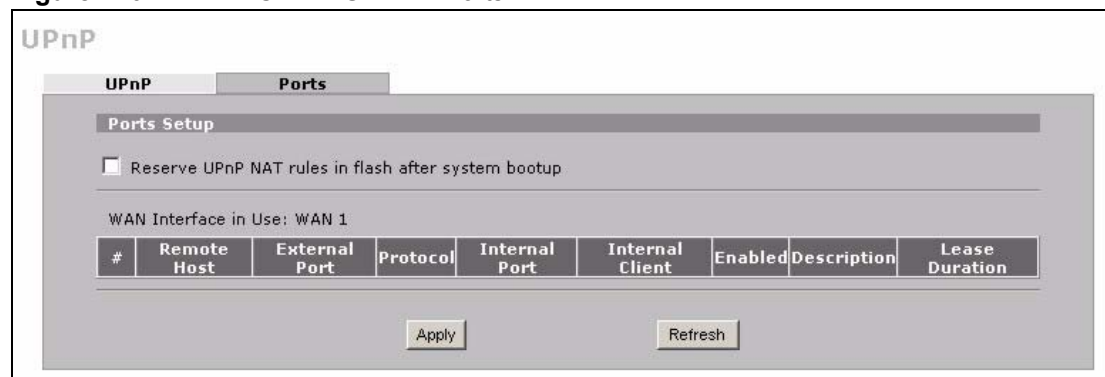 UPnP
UPnP Ports
Ports Setup
Reserve UPnP NAT rules in flash after system bootup
WAN Interface in Use: WAN 1
# Remote Host External Port Protocol Internal Port Internal Client Enabled Description Lease Duration
Apply Refresh